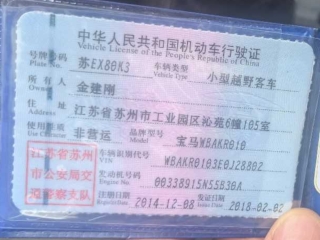 中华人民共和国机动车行驶证
Vehicle License of the People's Republic of China
号牌号码 苏EX80K3 车辆类型 小型越野客车
Plate No. Vehicle Type
所有人 金建刚
Owner
住址 江苏省苏州市工业园区沁苑6幢105室
Address
使用性质 非营运 品牌型号 宝马WBAKR010
江苏省苏州
市公安局交
通警察支队
车辆识别代号 WBAKR0103E0J28802
VIN
发动机号码 00338915N55B30A
Engine No.
注册日期 2014-12-08 发证日期 2018-02-02
Register Date Issue Date